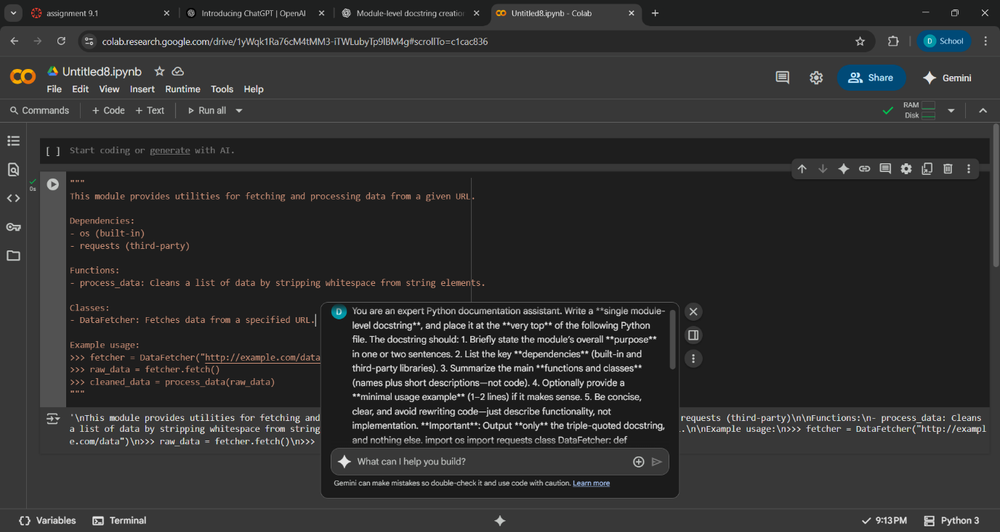 assignment 9.1
Introducing ChatGPT | OpenAI
Module-level docstring creation
Untitled8.ipynb - Colab
colab.research.google.com/drive/1yWqk1Ra76cM4tMM3-iTWLubyTp9lBM4g#scrollTo=c1cac836
D School
CO
Untitled8.ipynb
File Edit View Insert Runtime Tools Help
Share
Gemini
Commands + Code + Text Run all
RAM
Disk
[ ] Start coding or generate with AI.
0s
"""
This module provides utilities for fetching and processing data from a given URL.
Dependencies:
- os (built-in)
- requests (third-party)
Functions:
- process_data: Cleans a list of data by stripping whitespace from string elements.
Classes:
- DataFetcher: Fetches data from a specified URL.
Example usage:
>>> fetcher = DataFetcher("http://example.com/data
>>> raw_data = fetcher.fetch()
>>> cleaned_data = process_data(raw_data)
"""
'\nThis module provides utilities for fetching and
requests (third-party)\n\nFunctions:\n- process_data: Cleans
a list of data by stripping whitespace from string
.\n\nExample usage:\n>>> fetcher = DataFetcher("http://exampl
e.com/data")\n>>> raw_data = fetcher.fetch()\n>>>
D
You are an expert Python documentation assistant. Write a **single module-
level docstring**, and place it at the **very top** of the following Python
file. The docstring should: 1. Briefly state the module's overall **purpose**
in one or two sentences. 2. List the key **dependencies** (built-in and
third-party libraries). 3. Summarize the main **functions and classes**
(names plus short descriptions—not code). 4. Optionally provide a
**minimal usage example** (1–2 lines) if it makes sense. 5. Be concise,
clear, and avoid rewriting code—just describe functionality, not
implementation. **Important**: Output **only** the triple-quoted docstring,
and nothing else. import os import requests class DataFetcher: def
What can I help you build?
Gemini can make mistakes so double-check it and use code with caution. Learn more
Variables
Terminal
9:13 PM
Python 3